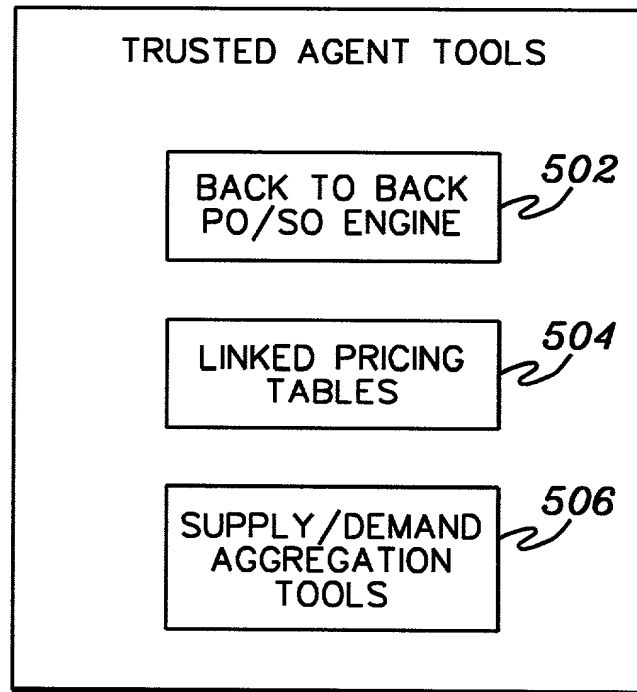 TRUSTED AGENT TOOLS
BACK TO BACK
PO/SO ENGINE
502
LINKED PRICING
TABLES
504
SUPPLY/DEMAND
AGGREGATION
TOOLS
506